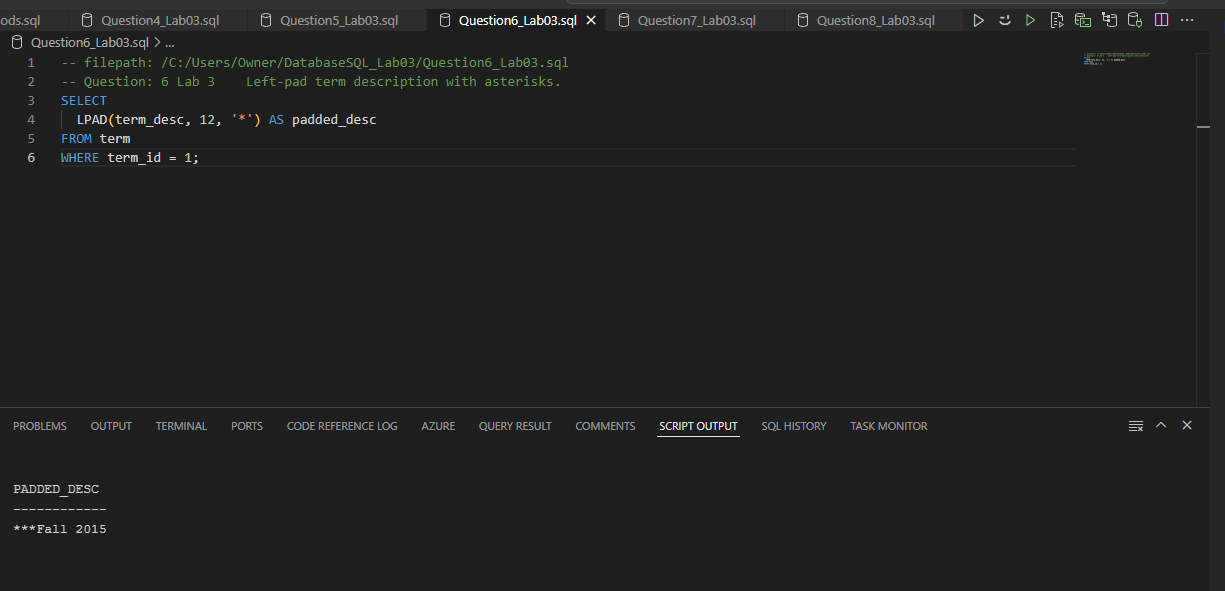 ods.sql Question4_Lab03.sql Question5_Lab03.sql Question6_Lab03.sql Question7_Lab03.sql Question8_Lab03.sql
Question6_Lab03.sql > ...
1 -- filepath: /C:/Users/Owner/DatabaseSQL_Lab03/Question6_Lab03.sql
2 -- Question: 6 Lab 3    Left-pad term description with asterisks.
3 SELECT
4   LPAD(term_desc, 12, '*') AS padded_desc
5 FROM term
6 WHERE term_id = 1;
PROBLEMS OUTPUT TERMINAL PORTS CODE REFERENCE LOG AZURE QUERY RESULT COMMENTS SCRIPT OUTPUT SQL HISTORY TASK MONITOR
PADDED_DESC
------------
***Fall 2015